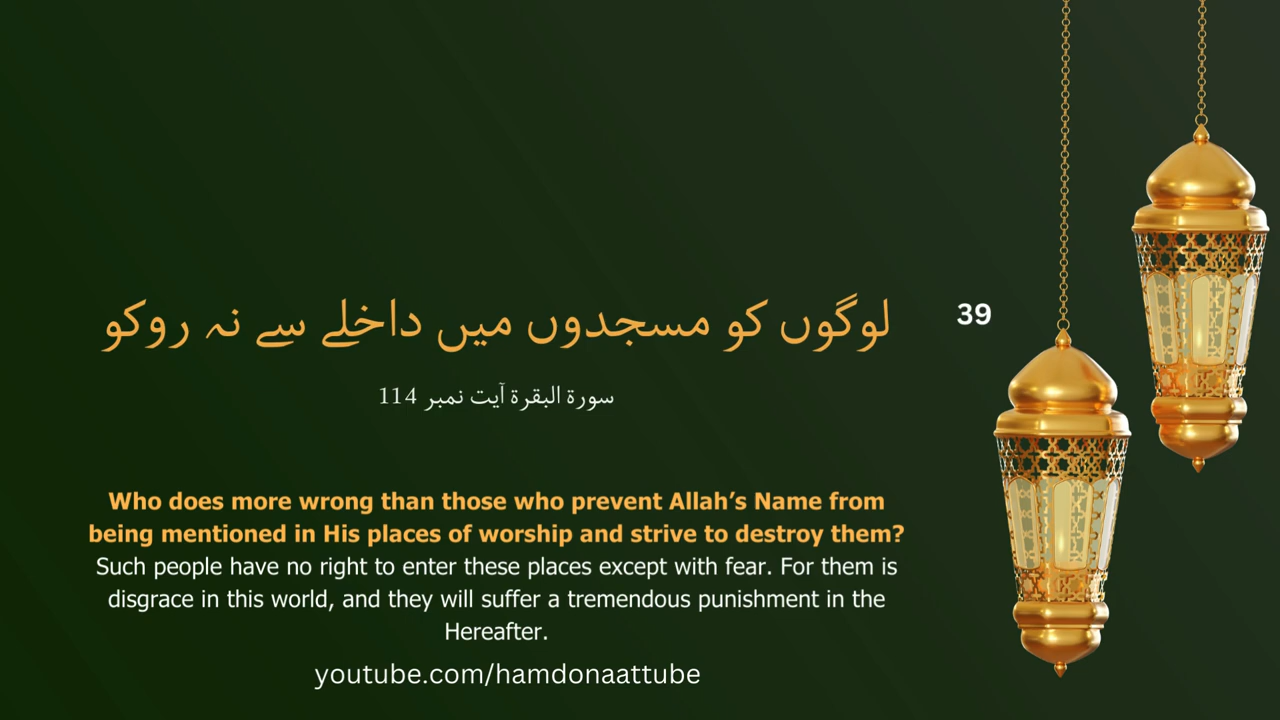 لوگوں کو مسجدوں میں داخلے سے نہ روکو
39
سورة البقرة آیت نمبر 114
Who does more wrong than those who prevent Allah’s Name from
being mentioned in His places of worship and strive to destroy them?
Such people have no right to enter these places except with fear. For them is
disgrace in this world, and they will suffer a tremendous punishment in the
Hereafter.
youtube.com/hamdonaattube